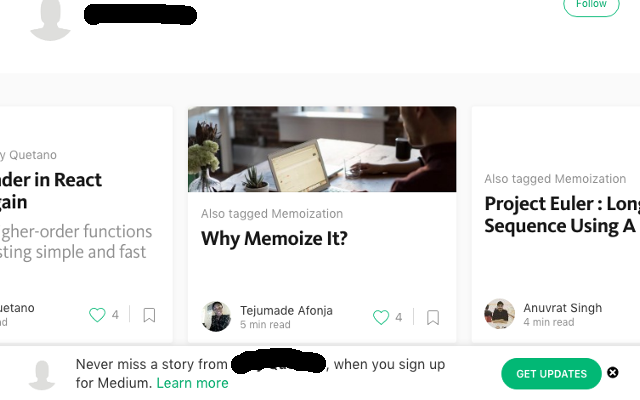 Follow
y Quetano
der in React
gain
gher-order functions
sting simple and fast
uetano
ad
4
Also tagged Memoization
Why Memoize It?
Tejumade Afonja
5 min read
4
Also tagged Memoization
Project Euler : Long
Sequence Using A
Anuvrat Singh
4 min read
Never miss a story from , when you sign up
for Medium. Learn more
GET UPDATES